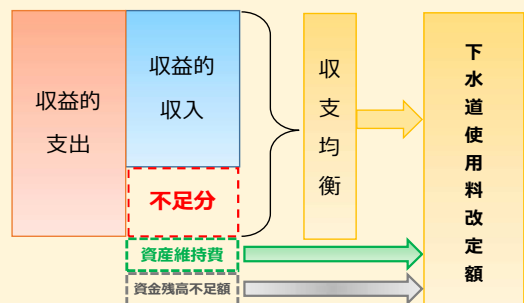 収益的
支出
収益的
収入
不足分
資産維持費
資金残高不足額
収支均衡
下水道使用料改定額